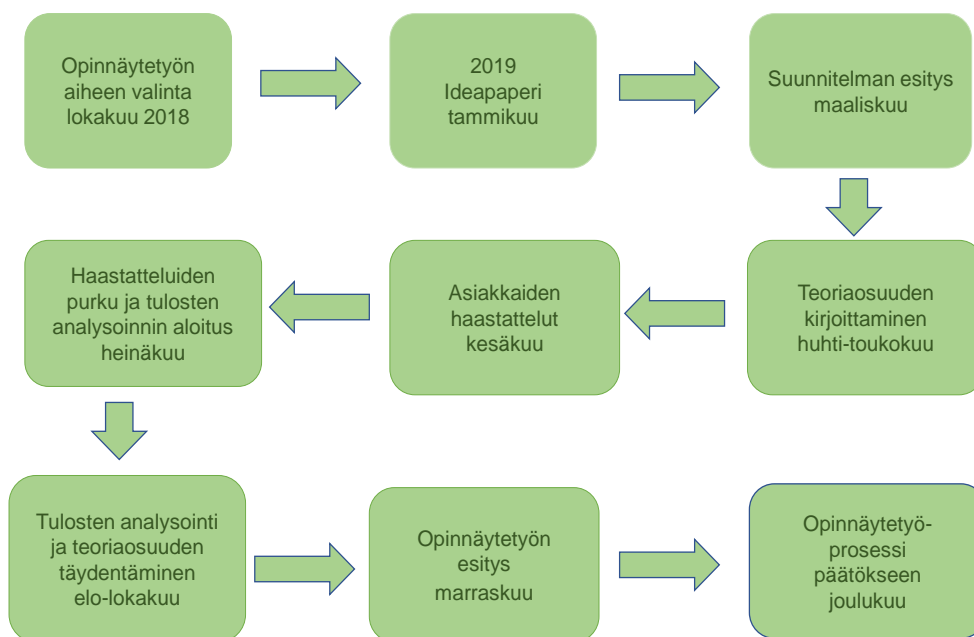 Opinnäytetyön
aiheen valinta
lokakuu 2018
2019
Ideapaperi
tammikuu
Suunnitelman esitys
maaliskuu
Teoriaosuuden
kirjoittaminen
huhti-toukokuu
Asiakkaiden
haastattelut
kesäkuu
Haastatteluiden
purku ja tulosten
analysoinnin aloitus
heinäkuu
Tulosten analysointi
ja teoriaosuuden
täydentäminen
elo-lokakuu
Opinnäytetyön
esitys
marraskuu
Opinnäytetyö-
prosessi
päätökseen
joulukuu